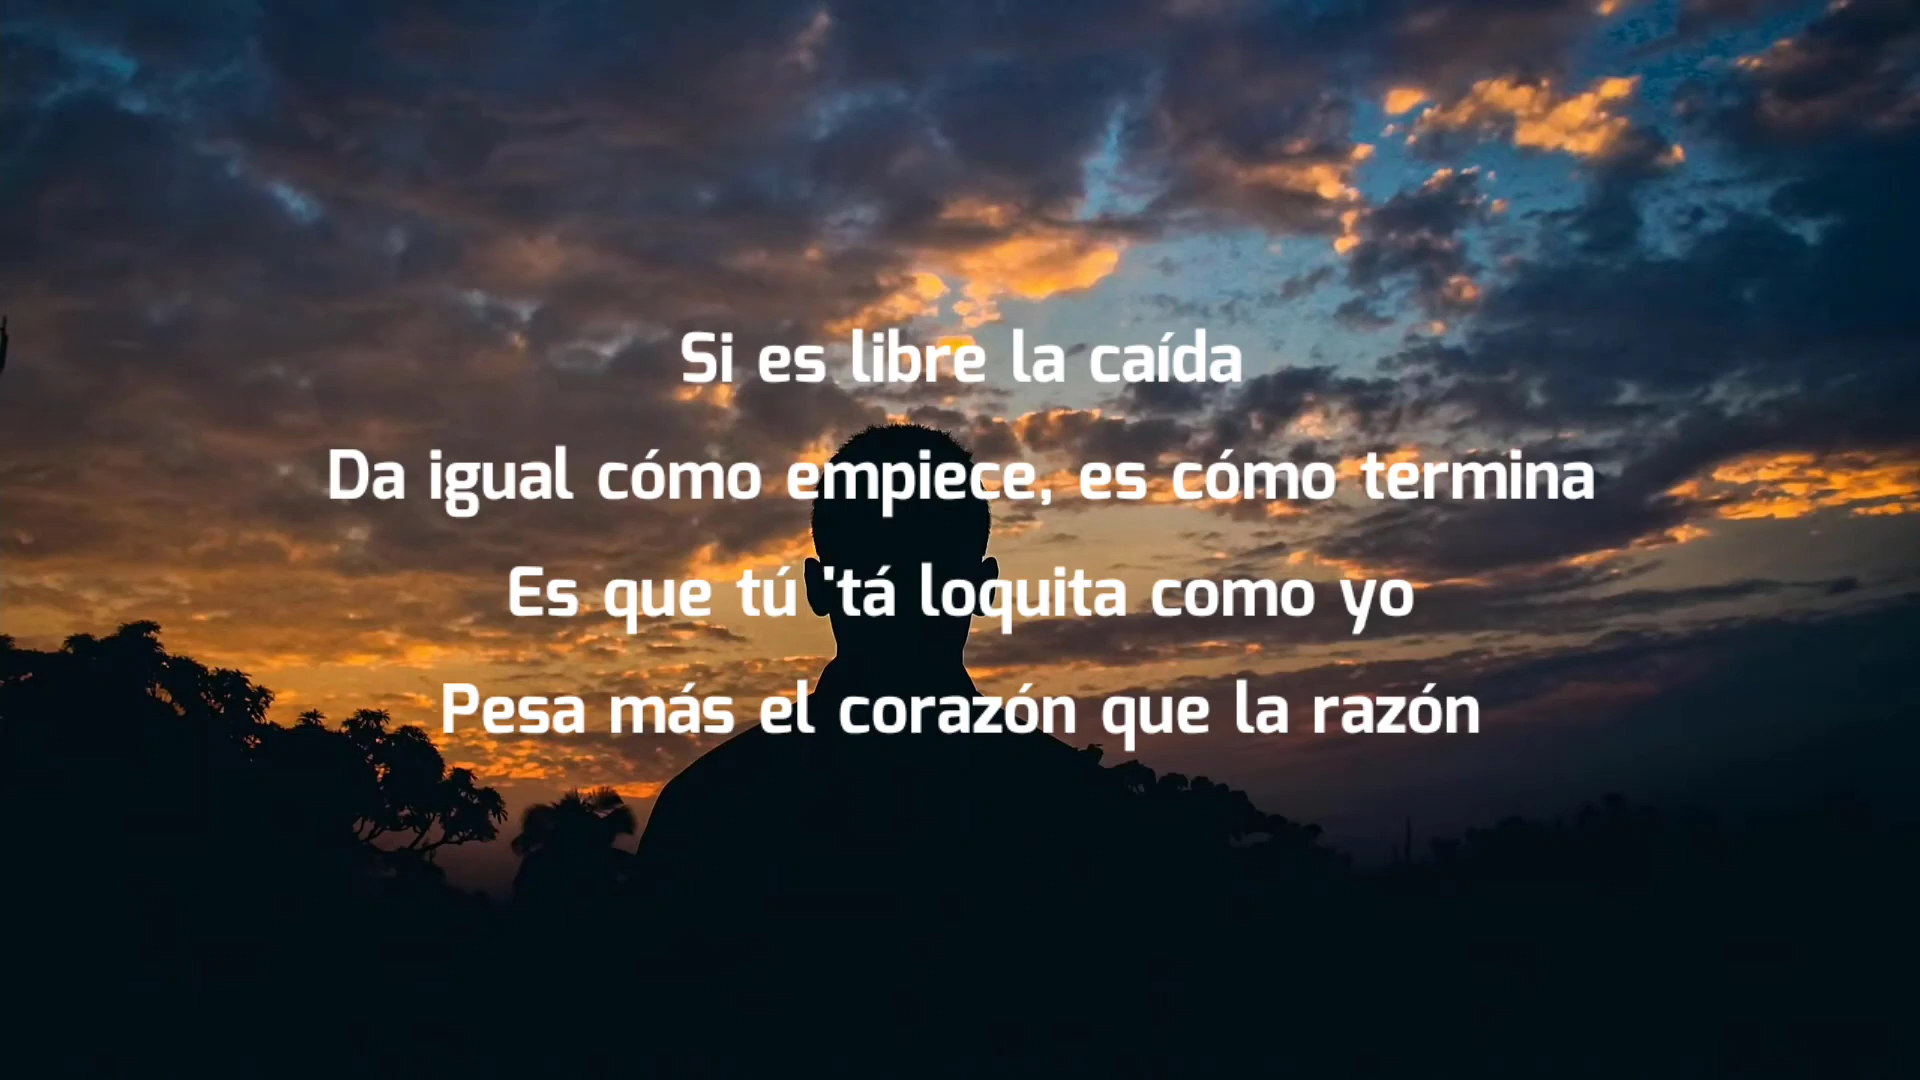 Si es libre la caída
Da igual cómo empiece, es cómo termina
Es que tú 'tá loquita como yo
Pesa más el corazón que la razón